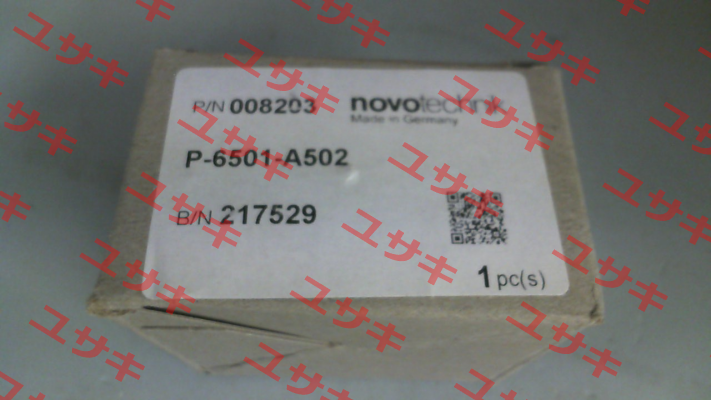 P/N 008203 novotechnik
Made in Germany
P-6501-A502
B/N 217529
1 pc(s)
ユサキ